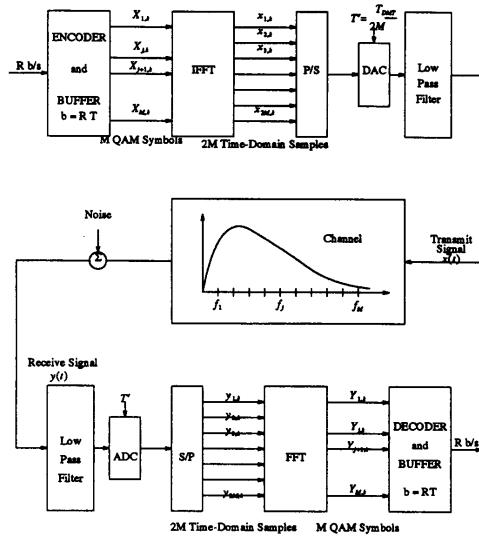 X1,k
x1,k
T' = TDMT / 2M
ENCODER
and
BUFFER
b = R T
R b/s
Xj,k
Xj+1,k
XM,k
IFFT
x2,k
x3,k
x2M,k
P/S
DAC
Low
Pass
Filter
M QAM Symbols
2M Time-Domain Samples
Noise
Σ
Channel
f1
fj
fM
Transmit
Signal
x(t)
Receive Signal
y(t)
T'
Low
Pass
Filter
ADC
S/P
y1,k
y2,k
y3,k
y2M,k
FFT
Y1,k
Yj,k
Yj+1,k
YM,k
DECODER
and
BUFFER
b = RT
R b/s
2M Time-Domain Samples
M QAM Symbols